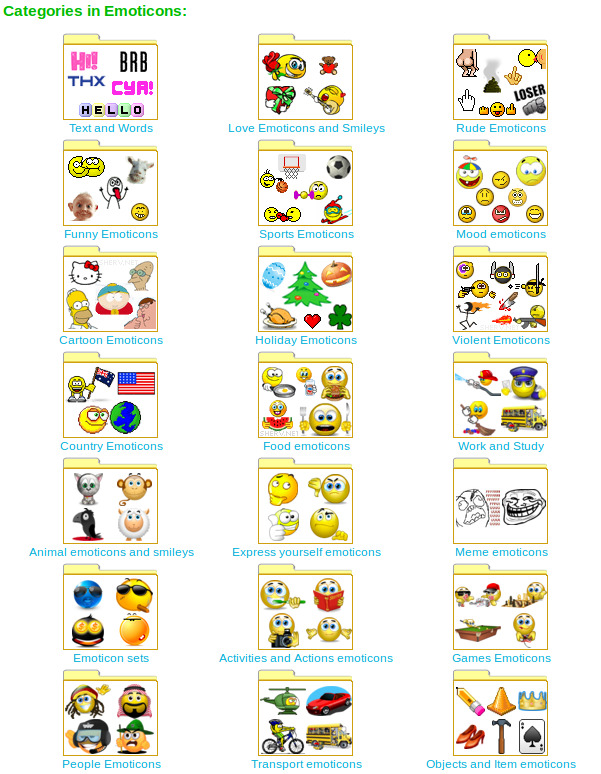 Categories in Emoticons:
Hi!
BRB
THX
CYA!
HELLO
LOSER
Text and Words
Love Emoticons and Smileys
Rude Emoticons
Funny Emoticons
Sports Emoticons
Mood emoticons
Cartoon Emoticons
Holiday Emoticons
Violent Emoticons
SHERV.NET
Country Emoticons
Food emoticons
Work and Study
Animal emoticons and smileys
Express yourself emoticons
Meme emoticons
Emoticon sets
Activities and Actions emoticons
Games Emoticons
People Emoticons
Transport emoticons
Objects and Item emoticons